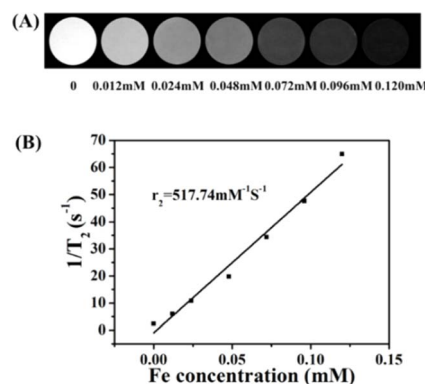 (A)
0 0.012mM 0.024mM 0.048mM 0.072mM 0.096mM 0.120mM
(B)
70
60
50
40
30
20
10
0
r₂=517.74mM⁻¹S⁻¹
1/T₂ (s⁻¹)
0.00 0.05 0.10 0.15
Fe concentration (mM)